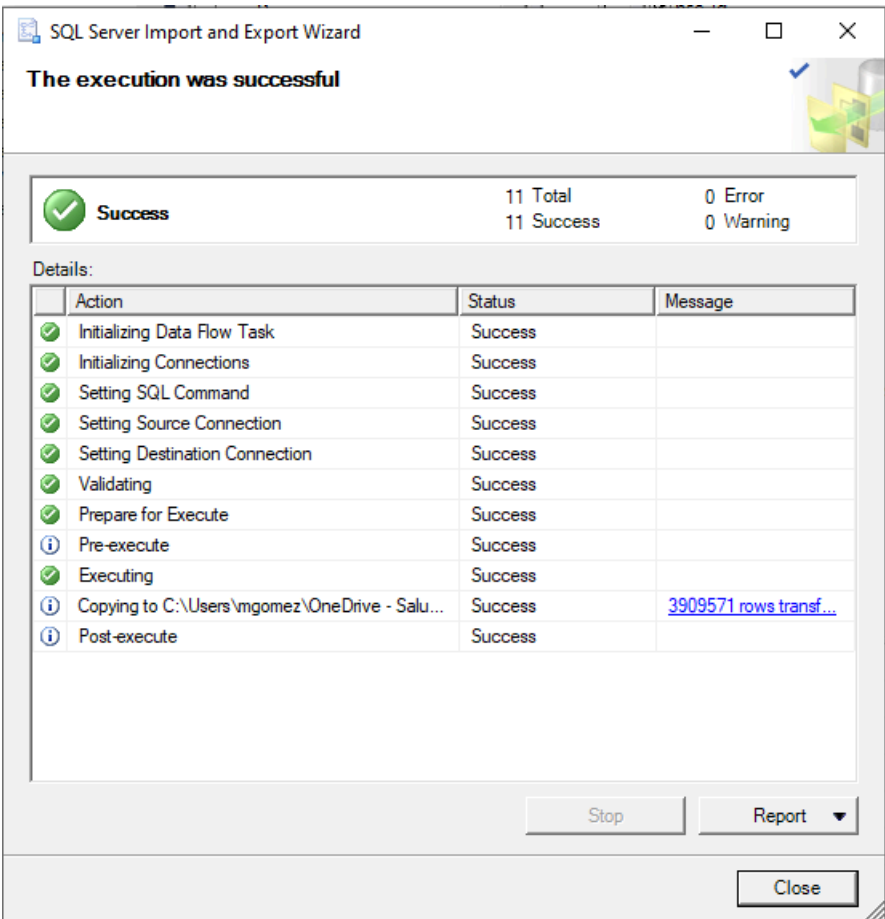 SQL Server Import and Export Wizard
The execution was successful
Success
11 Total 0 Error
11 Success 0 Warning
Details:
Action Status Message
Initializing Data Flow Task Success
Initializing Connections Success
Setting SQL Command Success
Setting Source Connection Success
Setting Destination Connection Success
Validating Success
Prepare for Execute Success
Pre-execute Success
Executing Success
Copying to C:\Users\mgomez\OneDrive - Salu... Success 3909571 rows transf...
Post-execute Success
Stop Report
Close